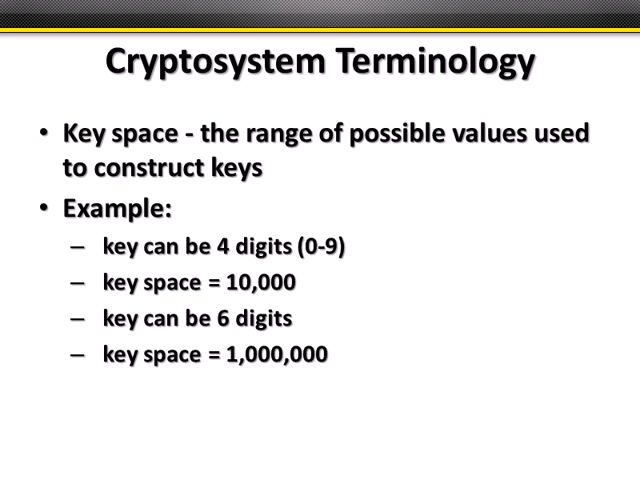 Cryptosystem Terminology
• Key space - the range of possible values used
to construct keys
• Example:
– key can be 4 digits (0-9)
– key space = 10,000
– key can be 6 digits
– key space = 1,000,000